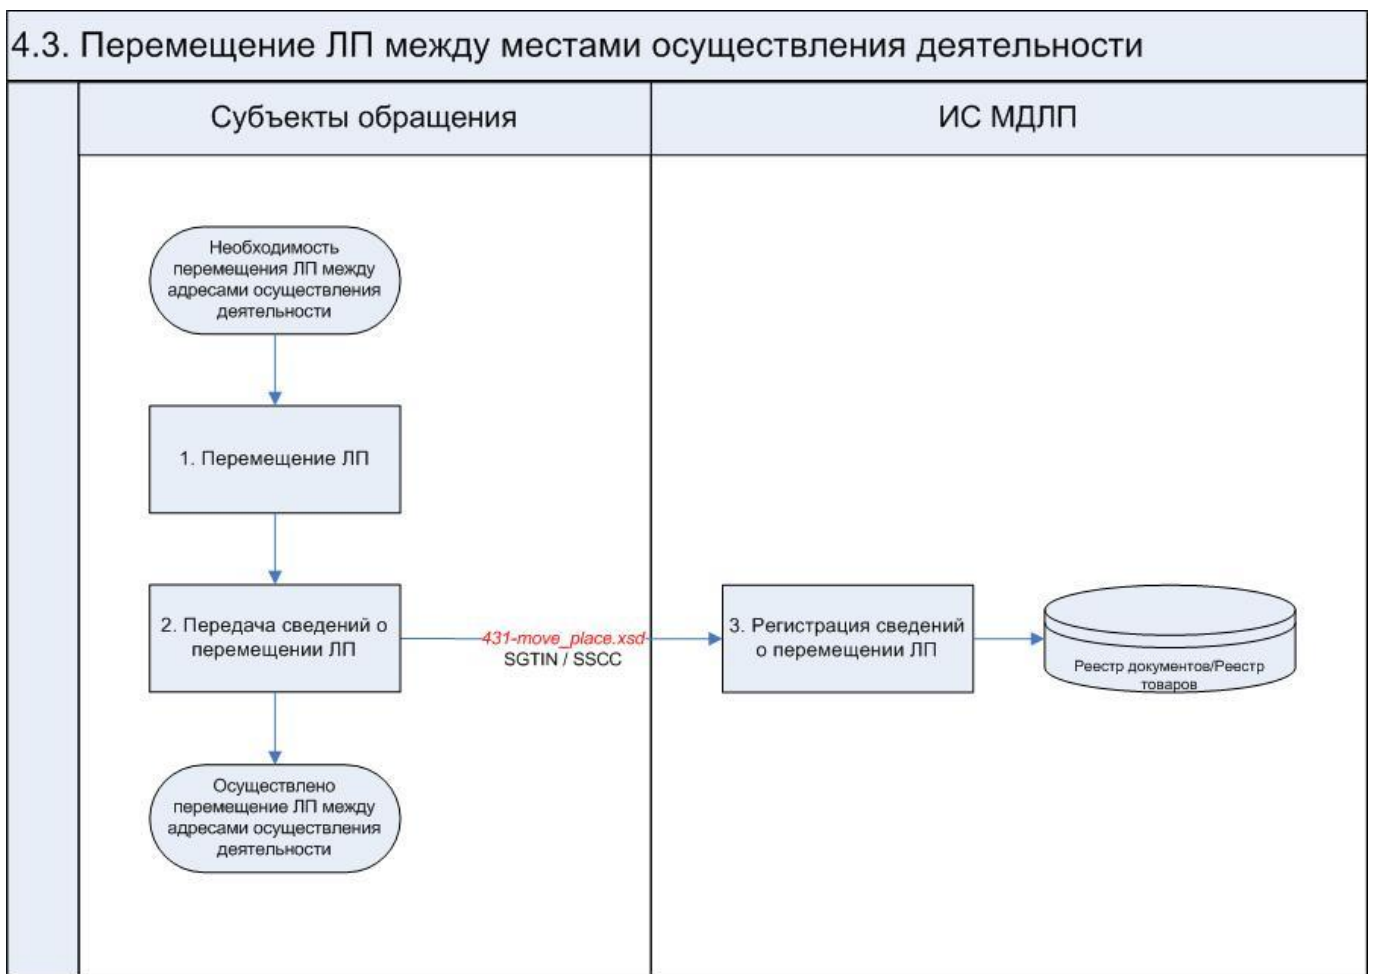 4.3. Перемещение ЛП между местами осуществления деятельности
Субъекты обращения
ИС МДЛП
Необходимость
перемещения ЛП между
адресами осуществления
деятельности
1. Перемещение ЛП
2. Передача сведений о
перемещении ЛП
431-move_place.xsd
SGTIN / SSCC
3. Регистрация сведений
о перемещении ЛП
Реестр документов/Реестр
товаров
Осуществлено
перемещение ЛП между
адресами осуществления
деятельности